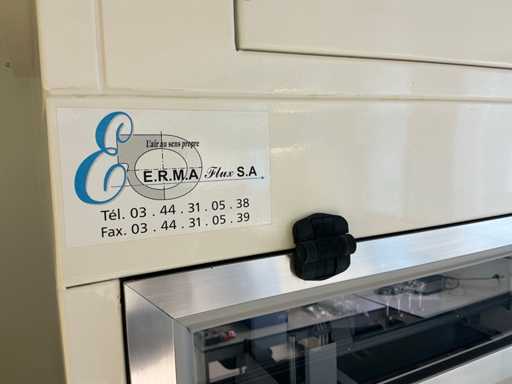 L'air au sens propre
E.R.M.A Flux S.A
Tél. 03 . 44 . 31 . 05 . 38
Fax. 03 . 44 . 31 . 05 . 39